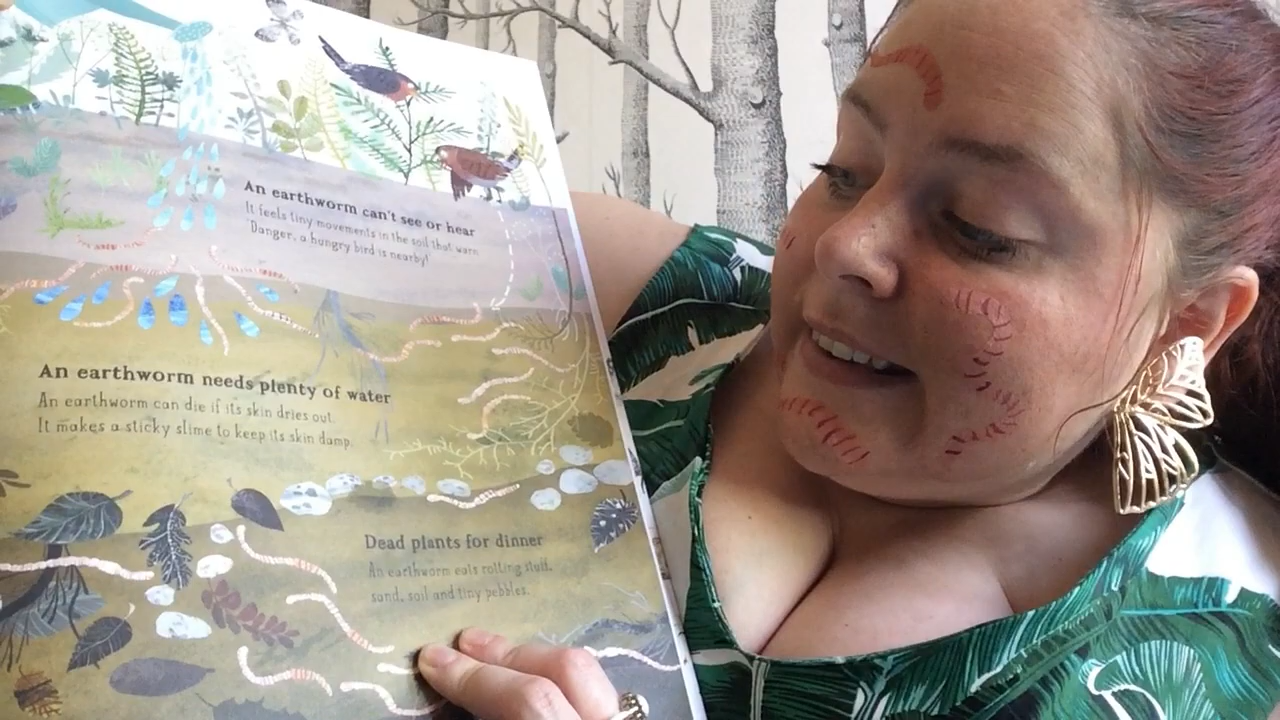 An earthworm can't see or hear
It feels tiny movements in the soil that warn
"Danger, a hungry bird is nearby!"
An earthworm needs plenty of water
An earthworm can die if its skin dries out.
It makes a sticky slime to keep its skin damp.
Dead plants for dinner
An earthworm eats rotting stuff,
sand, soil and tiny pebbles.